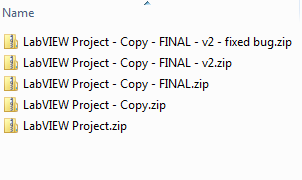 Name
LabVIEW Project - Copy - FINAL - v2 - fixed bug.zip
LabVIEW Project - Copy - FINAL - v2.zip
LabVIEW Project - Copy - FINAL.zip
LabVIEW Project - Copy.zip
LabVIEW Project.zip